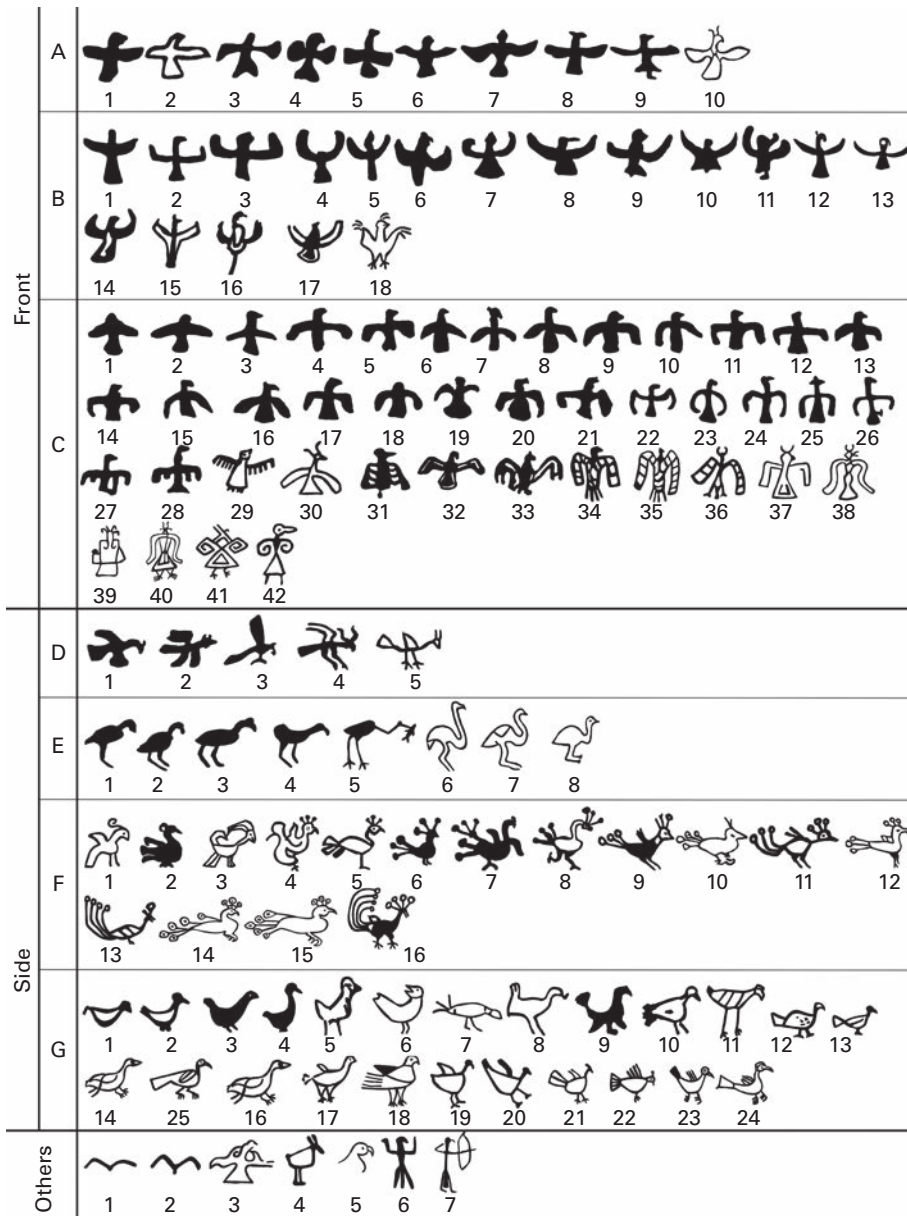 Front
A
1 2 3 4 5 6 7 8 9 10
B
1 2 3 4 5 6 7 8 9 10 11 12 13
14 15 16 17 18
C
1 2 3 4 5 6 7 8 9 10 11 12 13
14 15 16 17 18 19 20 21 22 23 24 25 26
27 28 29 30 31 32 33 34 35 36 37 38
39 40 41 42
Side
D
1 2 3 4 5
E
1 2 3 4 5 6 7 8
F
1 2 3 4 5 6 7 8 9 10 11 12
13 14 15 16
G
1 2 3 4 5 6 7 8 9 10 11 12 13
14 25 16 17 18 19 20 21 22 23 24
Others
1 2 3 4 5 6 7